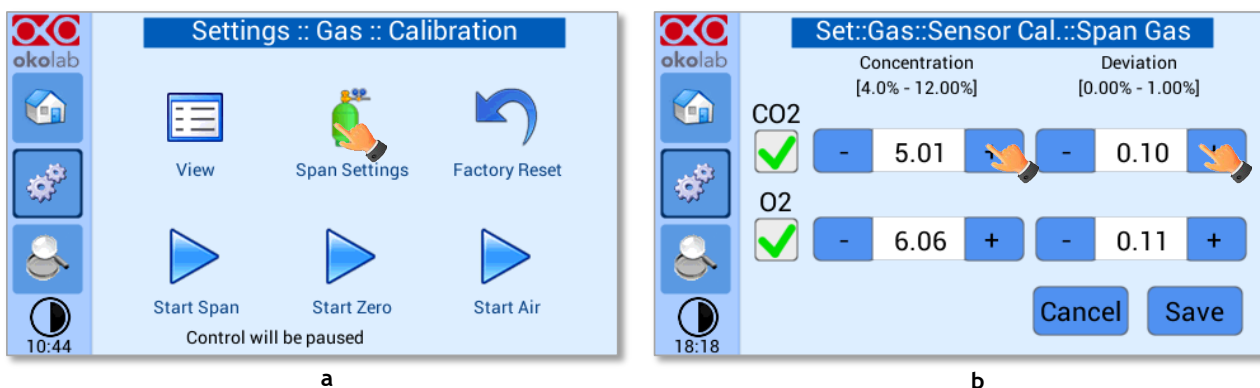 Settings :: Gas :: Calibration
okolab
View
Span Settings
Factory Reset
Start Span
Start Zero
Start Air
Control will be paused
10:44
a
Set::Gas::Sensor Cal.::Span Gas
okolab
Concentration
[4.0% - 12.00%]
Deviation
[0.00% - 1.00%]
CO2
- 5.01 + - 0.10 +
O2
- 6.06 + - 0.11 +
Cancel Save
18:18
b